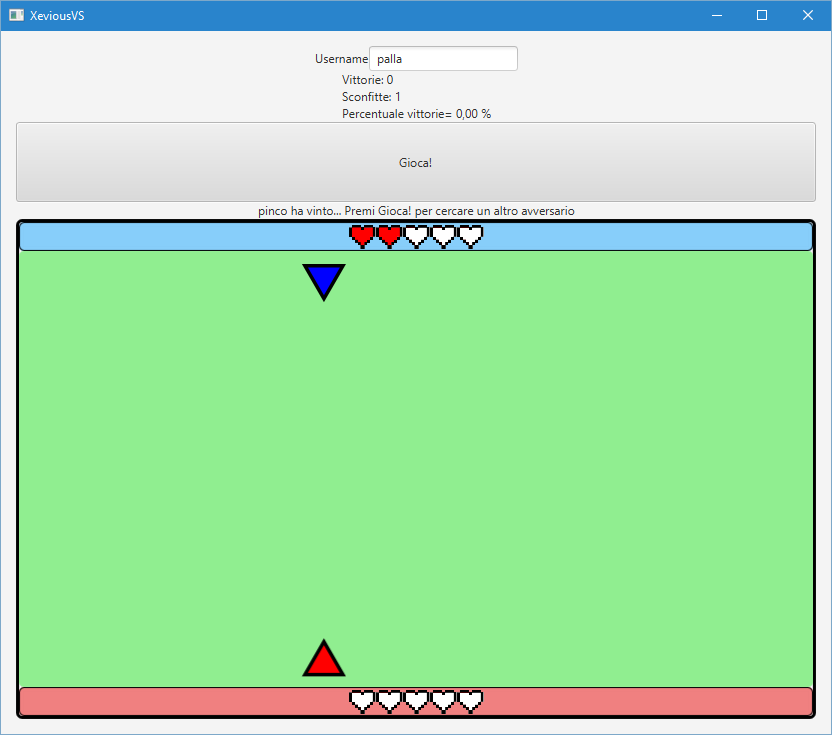 XeviousVS
Username palla
Vittorie: 0
Sconfitte: 1
Percentuale vittorie= 0,00 %
Gioca!
pinco ha vinto... Premi Gioca! per cercare un altro avversario